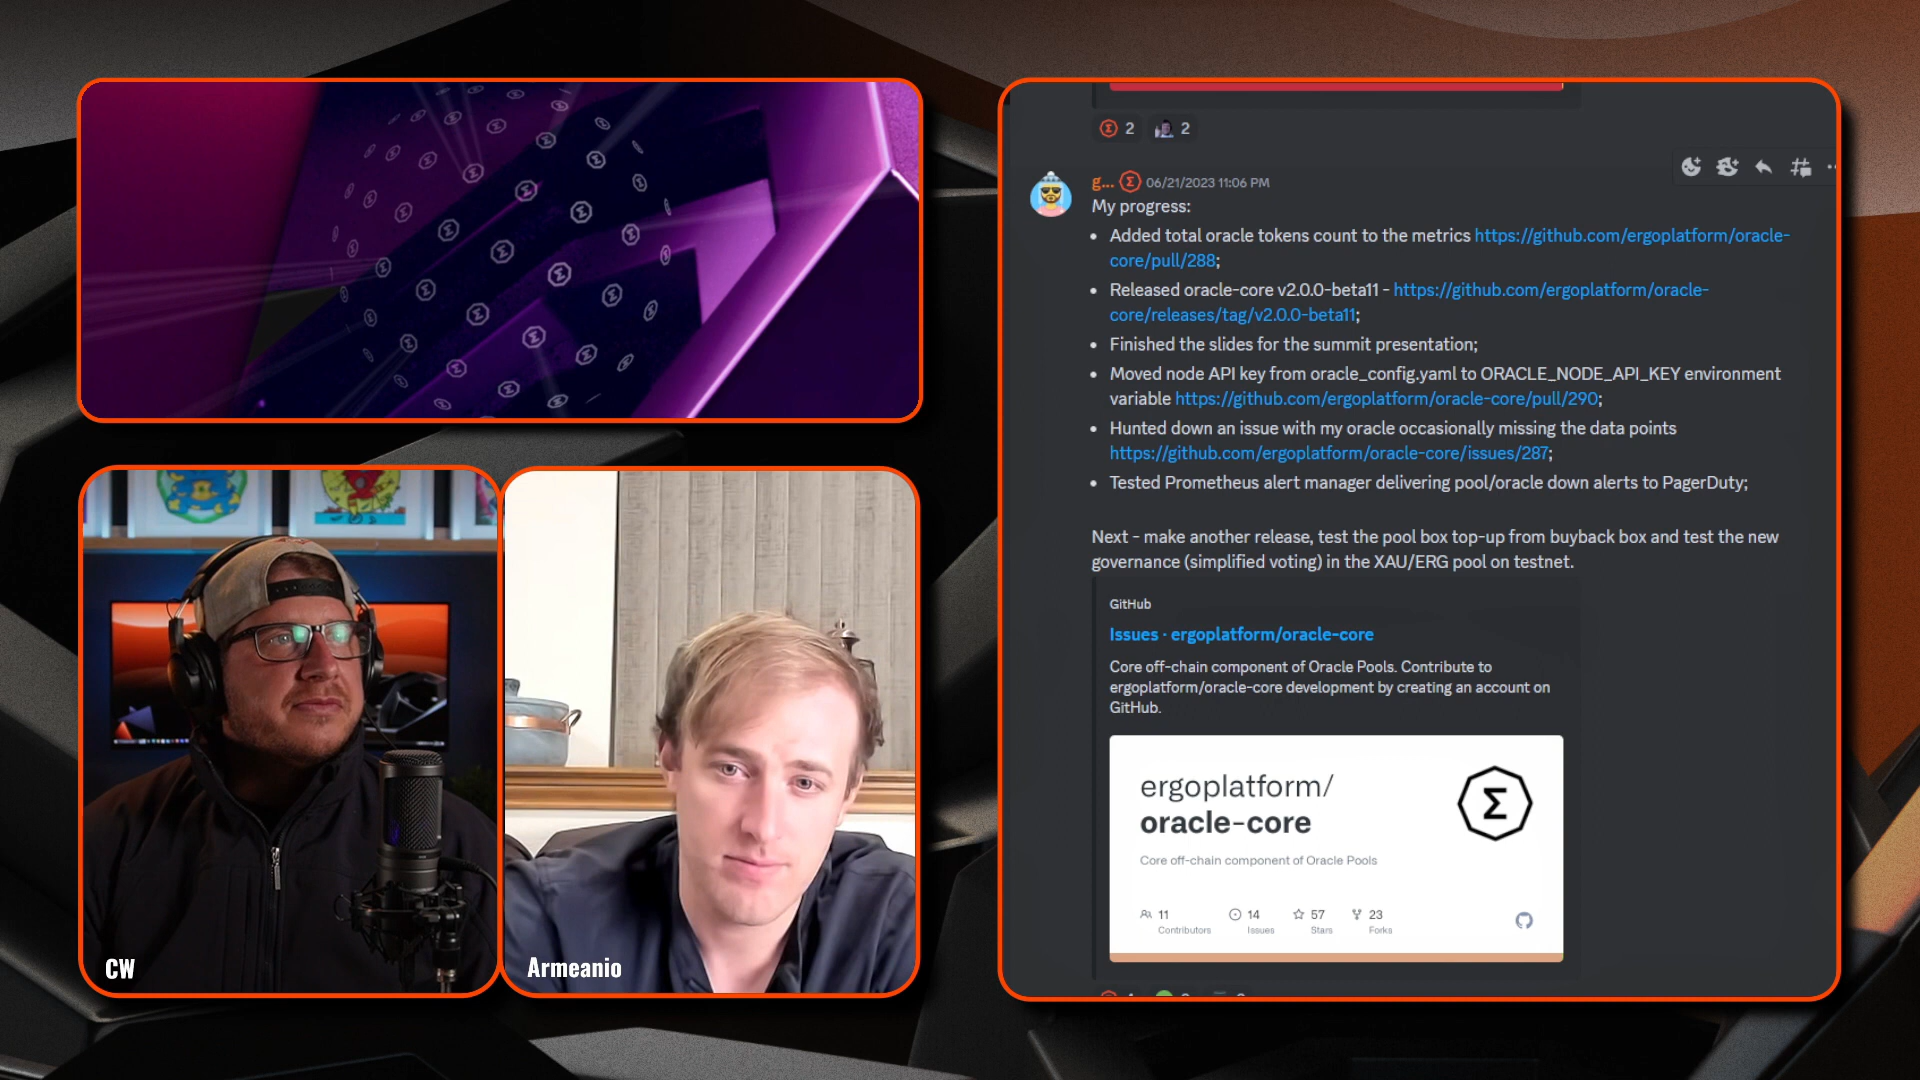 2 2
g... 06/21/2023 11:06 PM
My progress:
Added total oracle tokens count to the metrics https://github.com/ergoplatform/oracle-
core/pull/288;
Released oracle-core v2.0.0-beta11 - https://github.com/ergoplatform/oracle-
core/releases/tag/v2.0.0-beta11;
Finished the slides for the summit presentation;
Moved node API key from oracle_config.yaml to ORACLE_NODE_API_KEY environment
variable https://github.com/ergoplatform/oracle-core/pull/290;
Hunted down an issue with my oracle occasionally missing the data points
https://github.com/ergoplatform/oracle-core/issues/287;
Tested Prometheus alert manager delivering pool/oracle down alerts to PagerDuty;
Next - make another release, test the pool box top-up from buyback box and test the new
governance (simplified voting) in the XAU/ERG pool on testnet.
GitHub
Issues · ergoplatform/oracle-core
Core off-chain component of Oracle Pools. Contribute to
ergoplatform/oracle-core development by creating an account on
GitHub.
ergoplatform/
oracle-core
Σ
Core off-chain component of Oracle Pools
11 14 57 23
Contributors Issues Stars Forks
CW
Armeanio